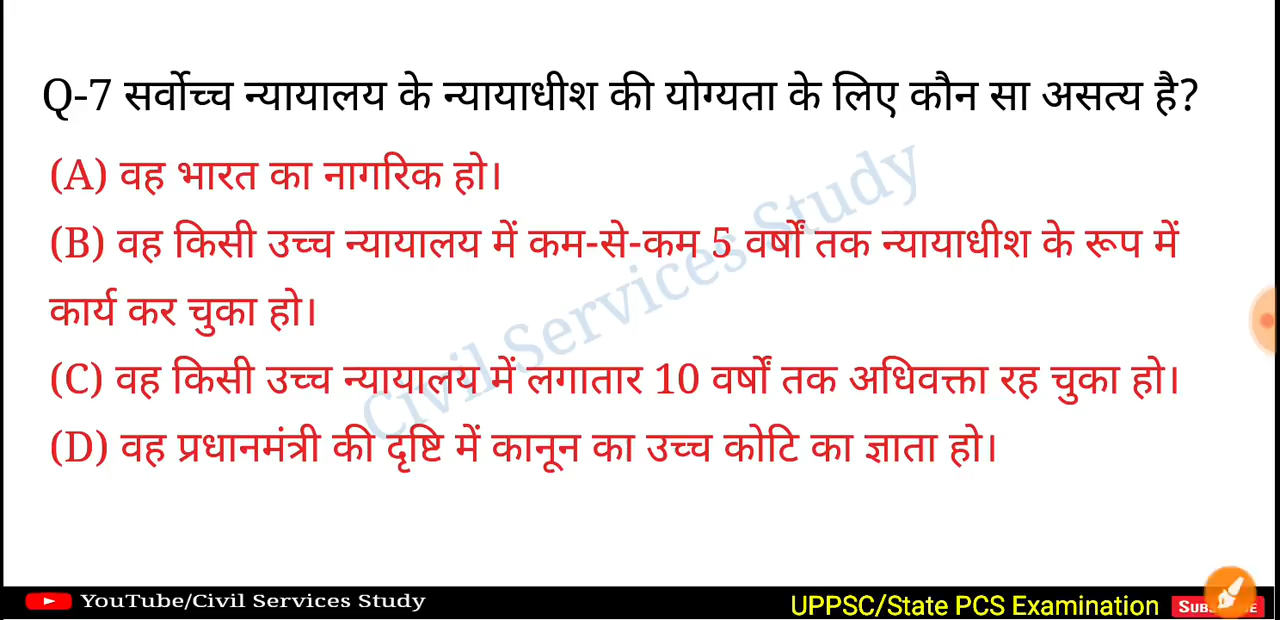 Q-7 सर्वोच्च न्यायालय के न्यायाधीश की योग्यता के लिए कौन सा असत्य है?
(A) वह भारत का नागरिक हो।
(B) वह किसी उच्च न्यायालय में कम-से-कम 5 वर्षों तक न्यायाधीश के रूप में
कार्य कर चुका हो।
(C) वह किसी उच्च न्यायालय में लगातार 10 वर्षों तक अधिवक्ता रह चुका हो।
(D) वह प्रधानमंत्री की दृष्टि में कानून का उच्च कोटि का ज्ञाता हो।
Civil Services Study
YouTube/Civil Services Study
UPPSC/State PCS Examination